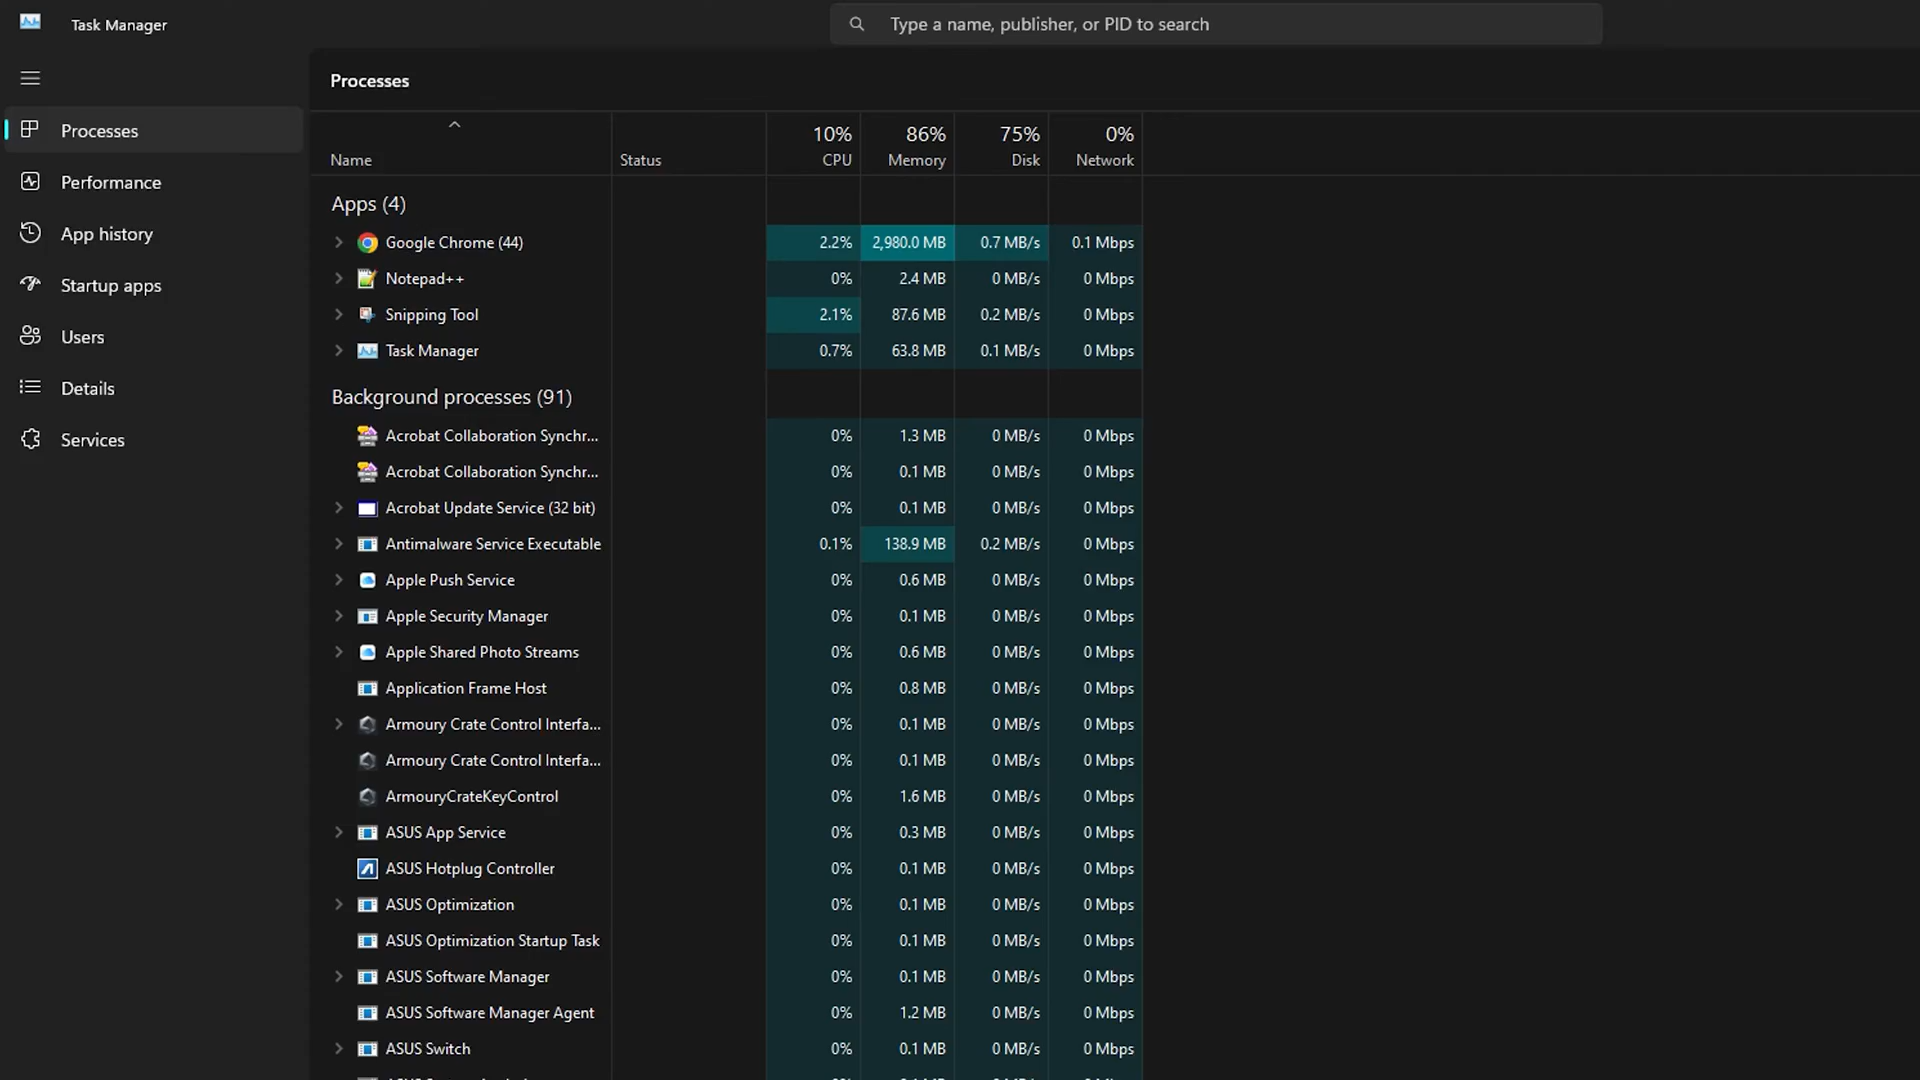 Task Manager
Type a name, publisher, or PID to search
Processes
Performance
App history
Startup apps
Users
Details
Services
Processes
10% 86% 75% 0%
Name Status CPU Memory Disk Network
Apps (4)
Google Chrome (44) 2.2% 2,980.0 MB 0.7 MB/s 0.1 Mbps
Notepad++ 0% 2.4 MB 0 MB/s 0 Mbps
Snipping Tool 2.1% 87.6 MB 0.2 MB/s 0 Mbps
Task Manager 0.7% 63.8 MB 0.1 MB/s 0 Mbps
Background processes (91)
Acrobat Collaboration Synchr... 0% 1.3 MB 0 MB/s 0 Mbps
Acrobat Collaboration Synchr... 0% 0.1 MB 0 MB/s 0 Mbps
Acrobat Update Service (32 bit) 0% 0.1 MB 0 MB/s 0 Mbps
Antimalware Service Executable 0.1% 138.9 MB 0.2 MB/s 0 Mbps
Apple Push Service 0% 0.6 MB 0 MB/s 0 Mbps
Apple Security Manager 0% 0.1 MB 0 MB/s 0 Mbps
Apple Shared Photo Streams 0% 0.6 MB 0 MB/s 0 Mbps
Application Frame Host 0% 0.8 MB 0 MB/s 0 Mbps
Armoury Crate Control Interfa... 0% 0.1 MB 0 MB/s 0 Mbps
Armoury Crate Control Interfa... 0% 0.1 MB 0 MB/s 0 Mbps
ArmouryCrateKeyControl 0% 1.6 MB 0 MB/s 0 Mbps
ASUS App Service 0% 0.3 MB 0 MB/s 0 Mbps
ASUS Hotplug Controller 0% 0.1 MB 0 MB/s 0 Mbps
ASUS Optimization 0% 0.1 MB 0 MB/s 0 Mbps
ASUS Optimization Startup Task 0% 0.1 MB 0 MB/s 0 Mbps
ASUS Software Manager 0% 0.1 MB 0 MB/s 0 Mbps
ASUS Software Manager Agent 0% 1.2 MB 0 MB/s 0 Mbps
ASUS Switch 0% 0.1 MB 0 MB/s 0 Mbps